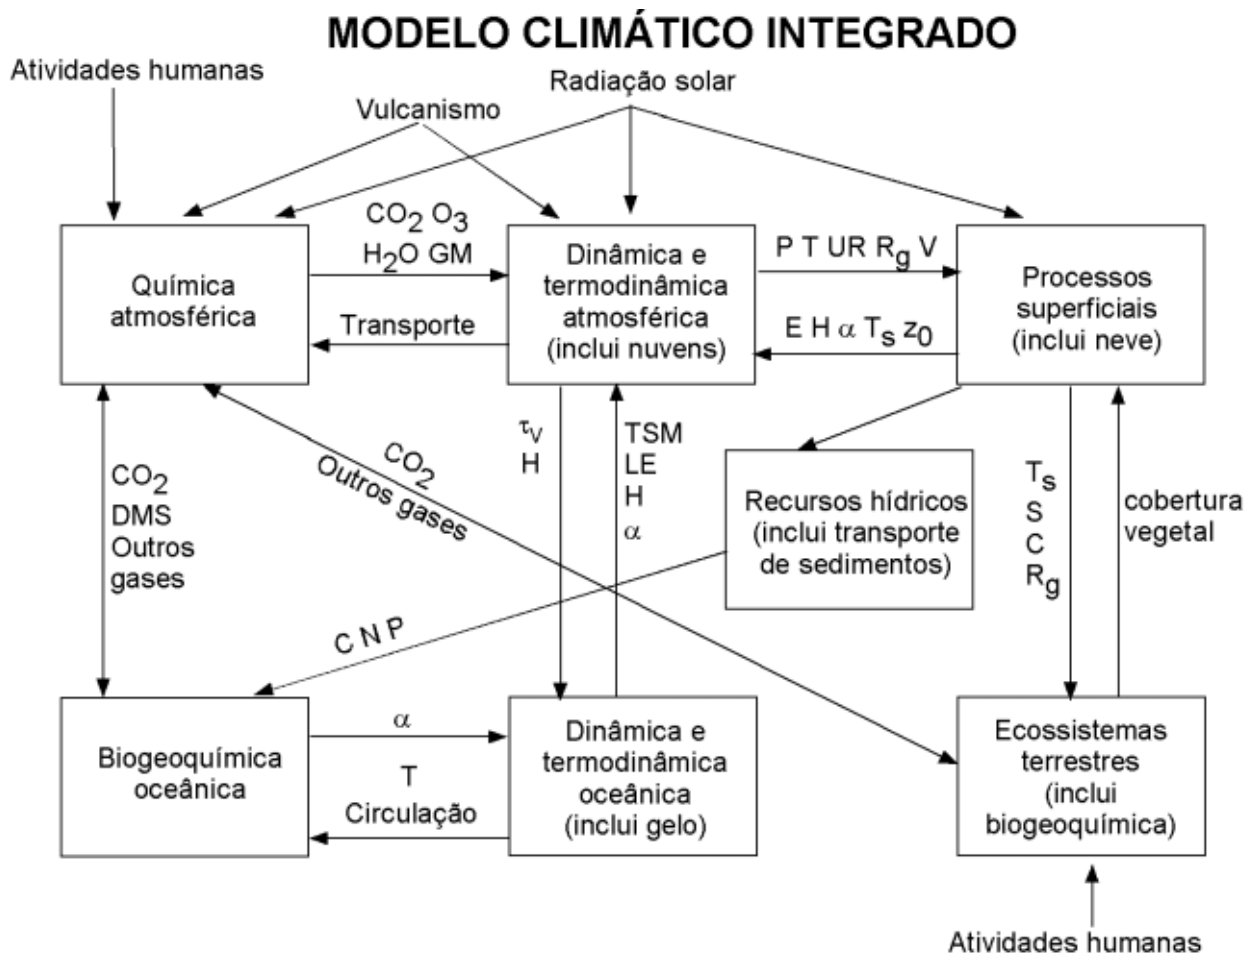 MODELO CLIMÁTICO INTEGRADO
Atividades humanas
Radiação solar
Vulcanismo
CO2 O3
H2O GM
Química
atmosférica
Transporte
Dinâmica e
termodinâmica
atmosférica
(inclui nuvens)
P T UR Rg V
E H α Ts z0
Processos
superficiais
(inclui neve)
CO2
DMS
Outros
gases
CO2
Outros gases
τV
H
TSM
LE
H
α
Recursos hídricos
(inclui transporte
de sedimentos)
Ts
S
C
Rg
cobertura
vegetal
C N P
Biogeoquímica
oceânica
α
T
Circulação
Dinâmica e
termodinâmica
oceânica
(inclui gelo)
Ecossistemas
terrestres
(inclui
biogeoquímica)
Atividades humanas